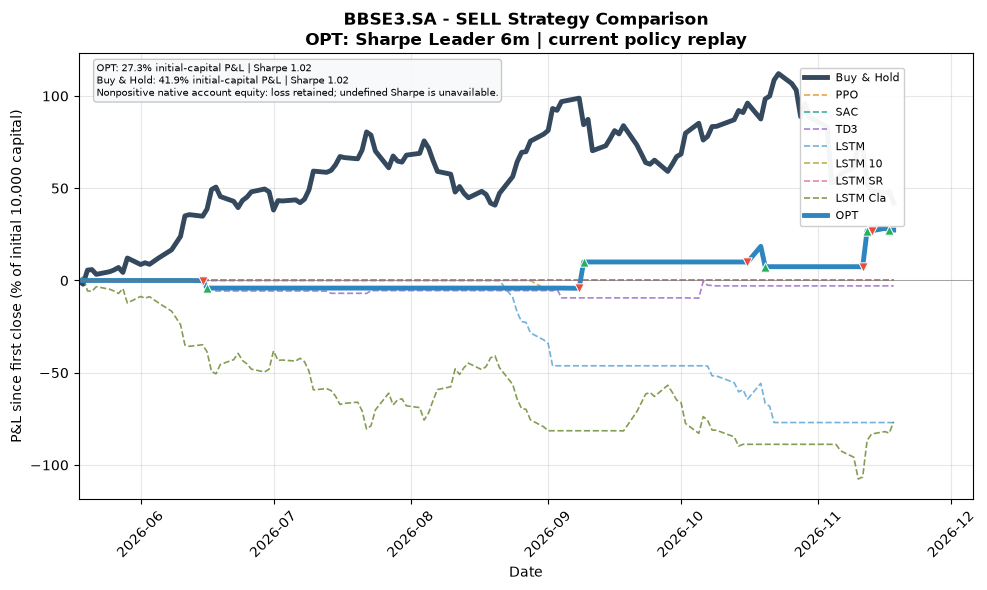 BBSE3.SA - SELL Strategy Comparison
OPT: Sharpe Leader 6m | current policy replay
OPT: 27.3% initial-capital P&L | Sharpe 1.02
Buy & Hold: 41.9% initial-capital P&L | Sharpe 1.02
Nonpositive native account equity: loss retained; undefined Sharpe is unavailable.
Buy & Hold
PPO
SAC
TD3
LSTM
LSTM 10
LSTM SR
LSTM Cla
OPT
P&L since first close (% of initial 10,000 capital)
100
50
0
−50
−100
2026-06
2026-07
2026-08
2026-09
2026-10
2026-11
2026-12
Date